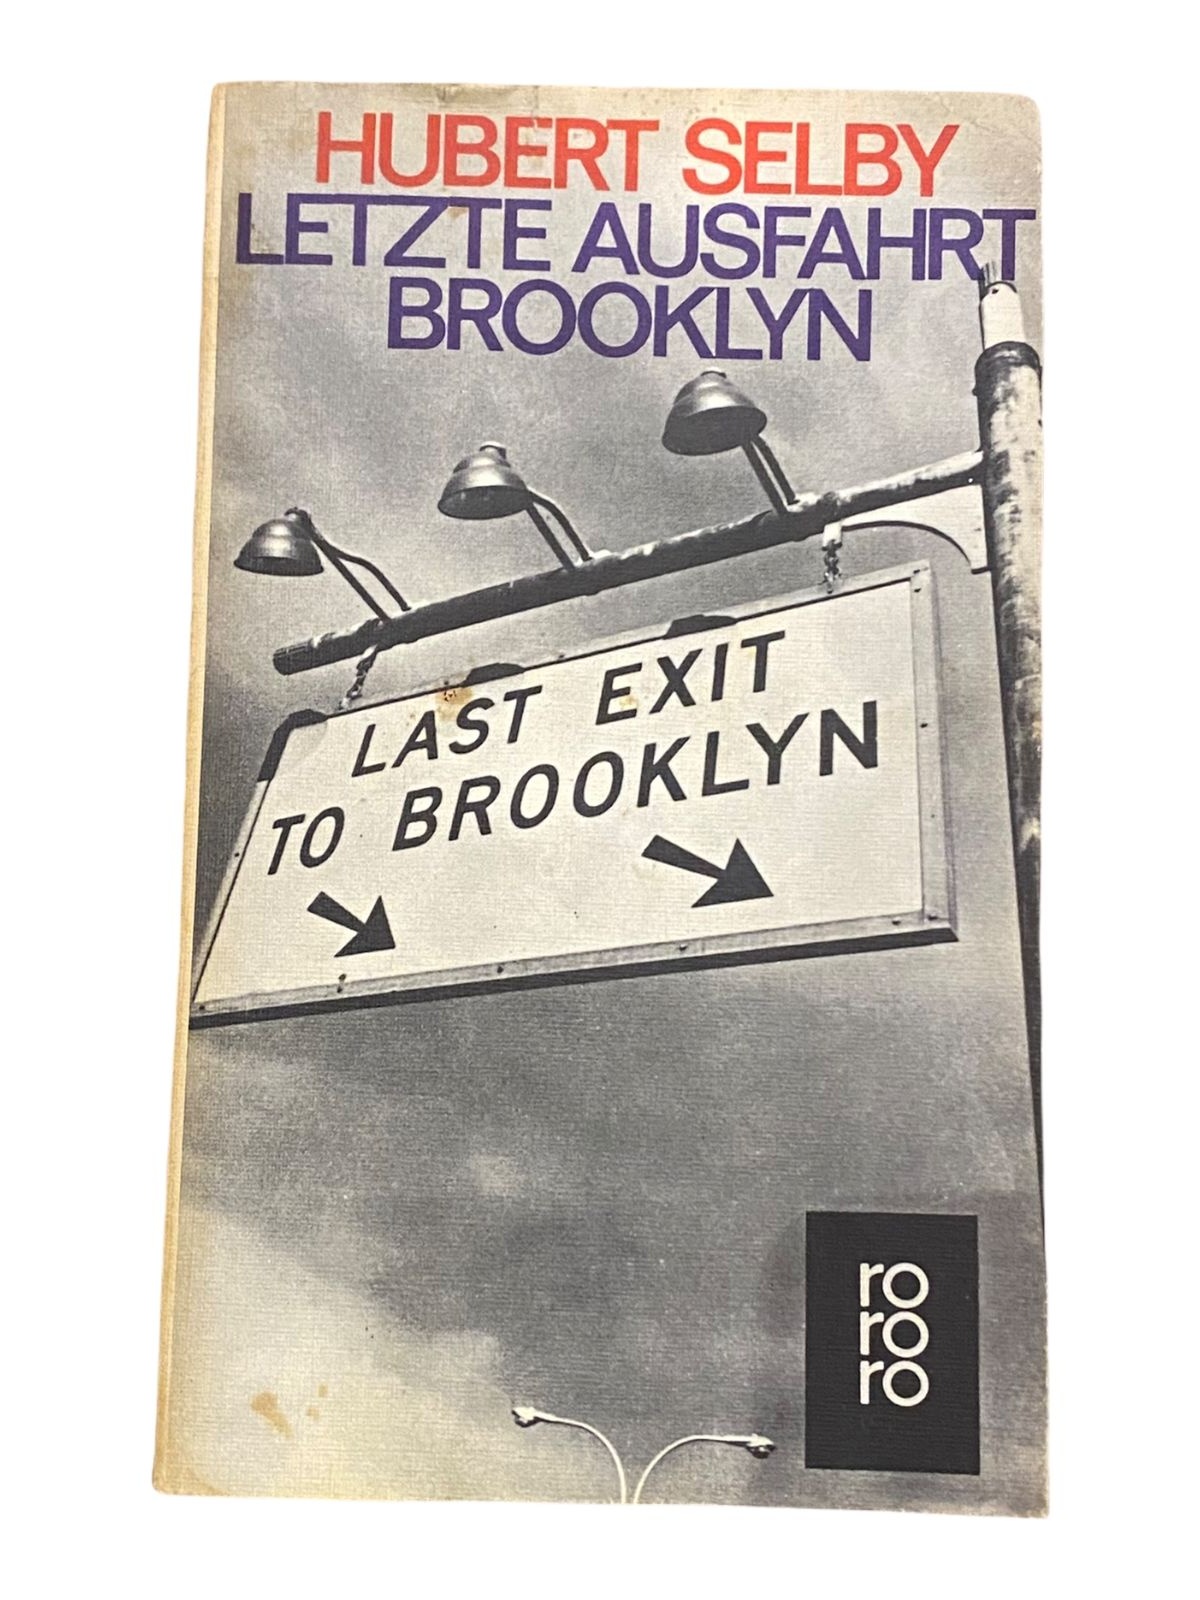 HUBERT SELBY
LETZTE AUSFAHRT
BROOKLYN
LAST EXIT
TO BROOKLYN
ro
ro
ro